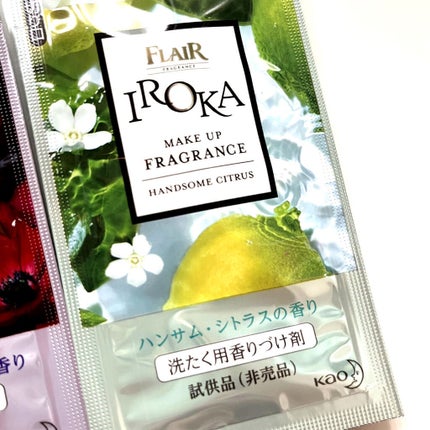 FLAIR
FRAGRANCE
IROKA
MAKE UP
FRAGRANCE
HANDSOME CITRUS
ハンサム・シトラスの香り
洗たく用香りづけ剤
試供品(非売品)
Kao
香り